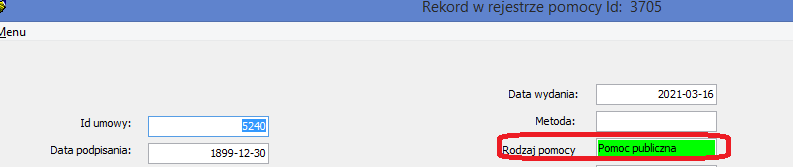 Rekord w rejestrze pomocy Id: 3705
Menu
Data wydania: 2021-03-16
Id umowy: 5240
Metoda:
Data podpisania: 1899-12-30
Rodzaj pomocy Pomoc publiczna